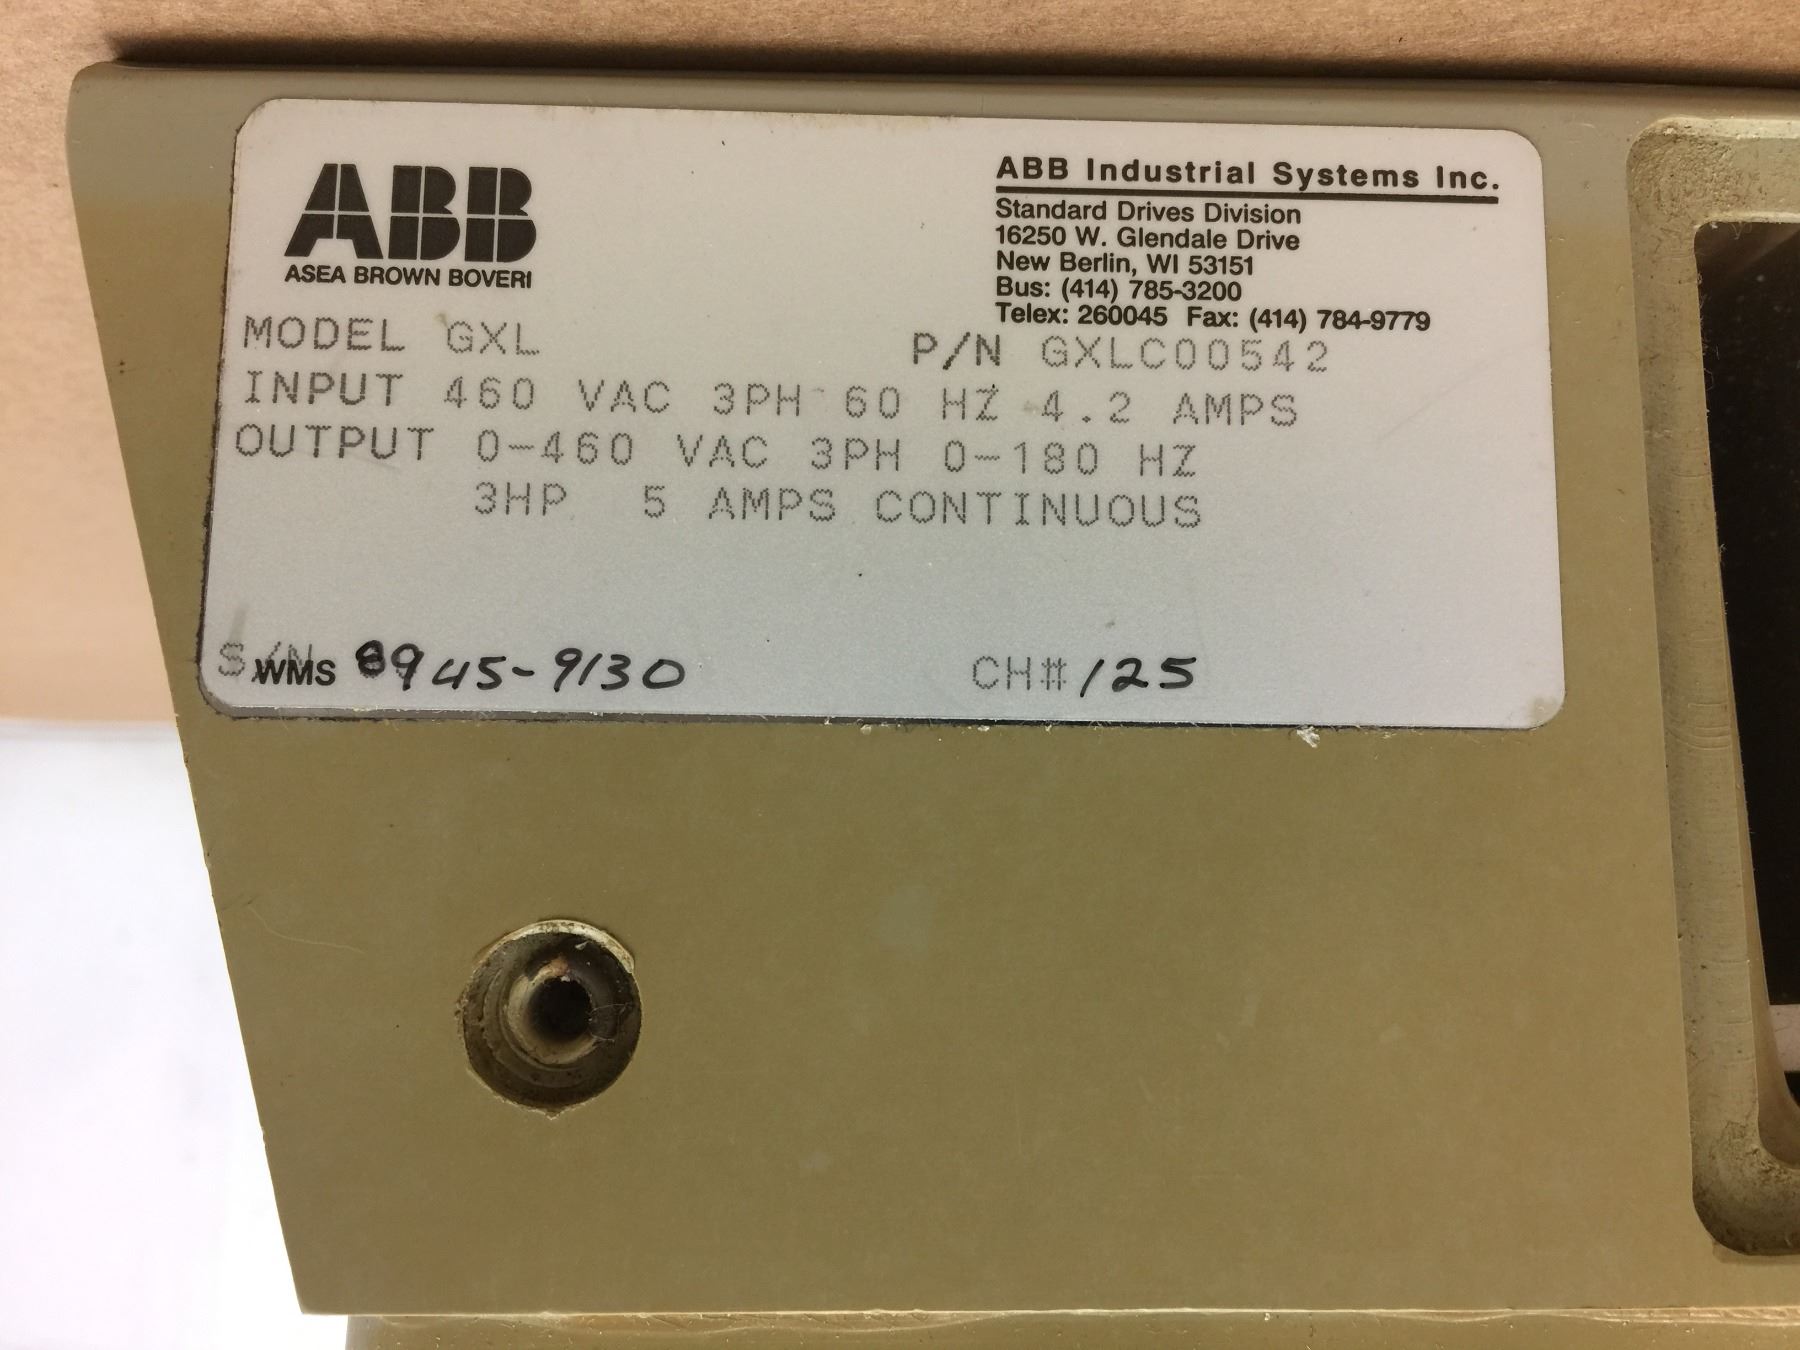 ABB
ASEA BROWN BOVERI
ABB Industrial Systems Inc.
Standard Drives Division
16250 W. Glendale Drive
New Berlin, WI 53151
Bus: (414) 785-3200
Telex: 260045 Fax: (414) 784-9779
MODEL GXL P/N GXLC00542
INPUT 460 VAC 3PH 60 HZ 4.2 AMPS
OUTPUT 0-460 VAC 3PH 0-180 HZ
3HP 5 AMPS CONTINUOUS
S/N WMS 8945-9130 CH# 125